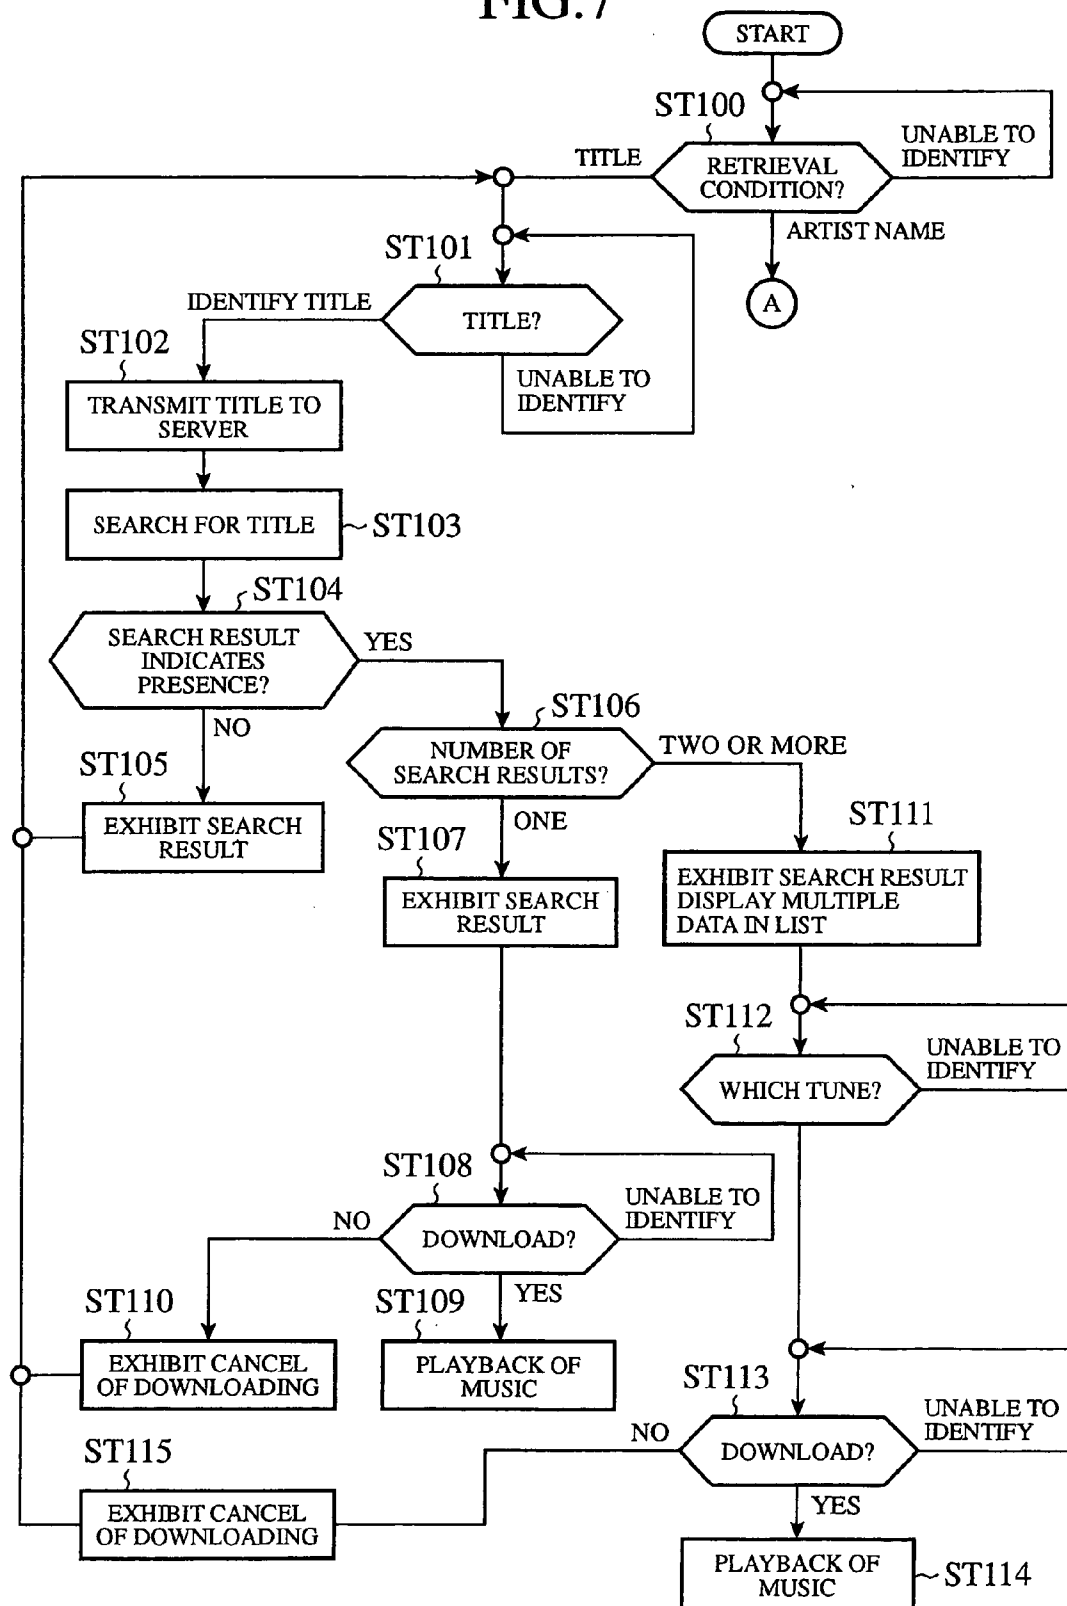 FIG.7
START
ST100
UNABLE TO
IDENTIFY
TITLE
RETRIEVAL
CONDITION?
ARTIST NAME
A
ST101
IDENTIFY TITLE
TITLE?
ST102
UNABLE TO
IDENTIFY
TRANSMIT TITLE TO
SERVER
SEARCH FOR TITLE
ST103
ST104
SEARCH RESULT
INDICATES
PRESENCE?
YES
NO
ST106
NUMBER OF
SEARCH RESULTS?
TWO OR MORE
ST105
EXHIBIT SEARCH
RESULT
ONE
ST107
EXHIBIT SEARCH
RESULT
ST111
EXHIBIT SEARCH RESULT
DISPLAY MULTIPLE
DATA IN LIST
ST112
UNABLE TO
IDENTIFY
WHICH TUNE?
ST108
UNABLE TO
IDENTIFY
NO
DOWNLOAD?
YES
ST110
EXHIBIT CANCEL
OF DOWNLOADING
ST109
PLAYBACK OF
MUSIC
ST113
UNABLE TO
IDENTIFY
NO
DOWNLOAD?
YES
ST115
EXHIBIT CANCEL
OF DOWNLOADING
PLAYBACK OF
MUSIC
ST114